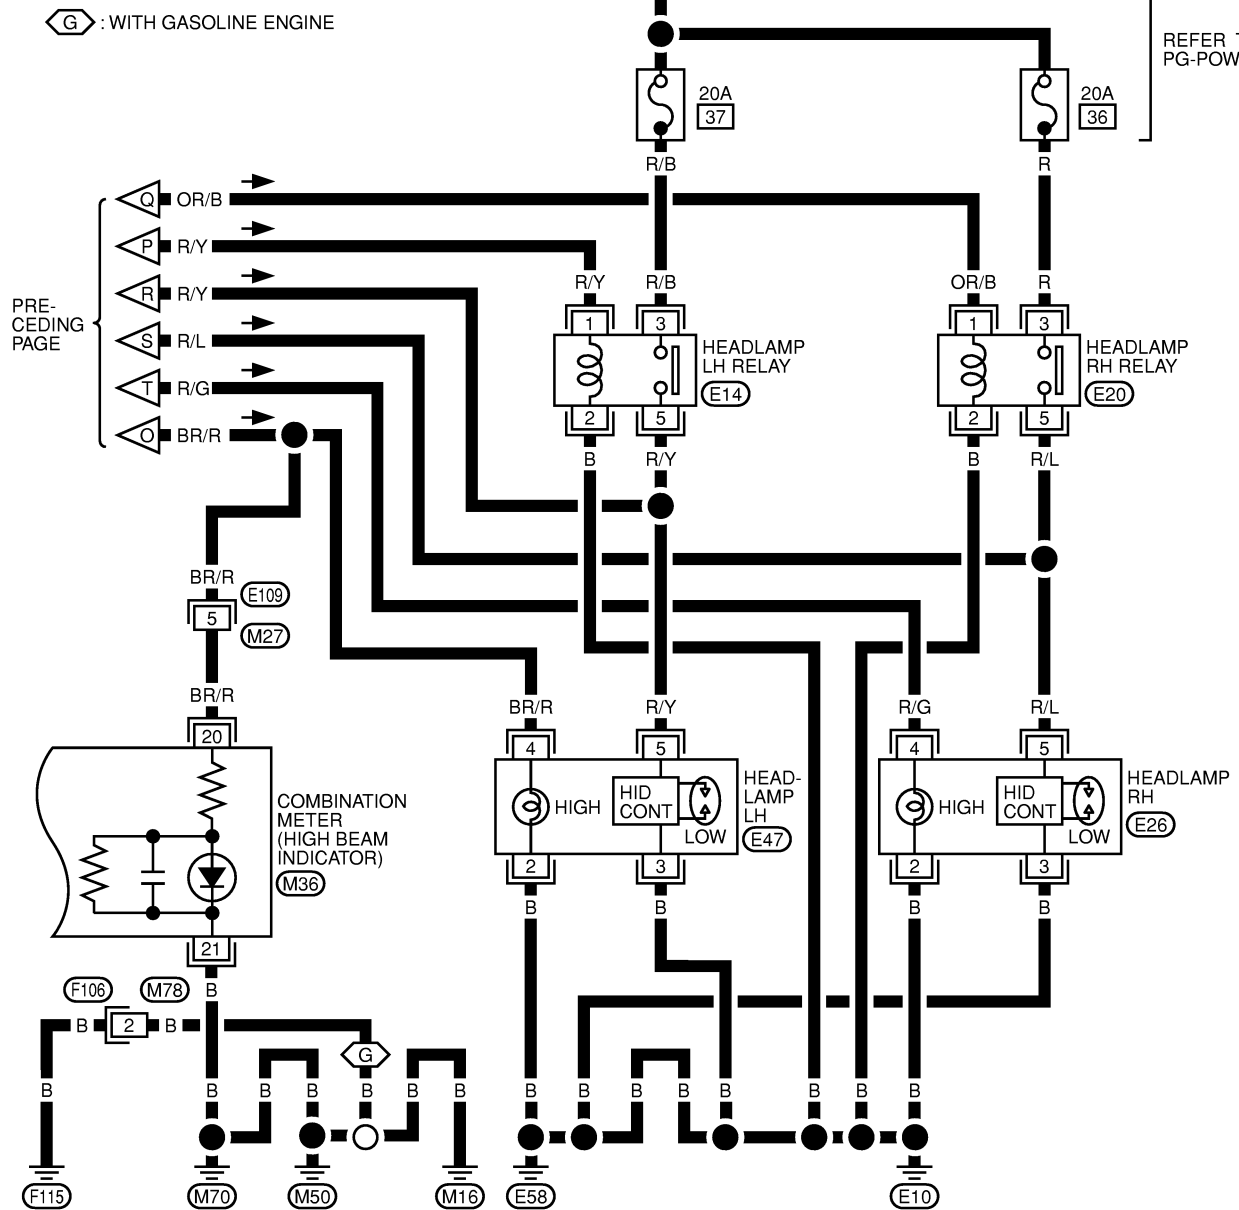 G : WITH GASOLINE ENGINE
REFER T
PG-POW
20A
37
20A
36
R/B
R
Q OR/B
P R/Y
R R/Y
S R/L
T R/G
O BR/R
PRE-
CEDING
PAGE
R/Y R/B OR/B R
1 3
HEADLAMP
LH RELAY
E14
2 5
1 3
HEADLAMP
RH RELAY
E20
2 5
B R/Y B R/L
BR/R
E109
5
M27
BR/R
20
COMBINATION
METER
(HIGH BEAM
INDICATOR)
M36
21
BR/R R/Y R/G R/L
4 5
HIGH
HID
CONT
LOW
HEAD-
LAMP
LH
E47
2 3
4 5
HIGH
HID
CONT
LOW
HEADLAMP
RH
E26
2 3
B B B B
F106 M78 B
B 2 B
G
B B B B B B B B B B B B B B B
F115 M70 M50 M16 E58 E10